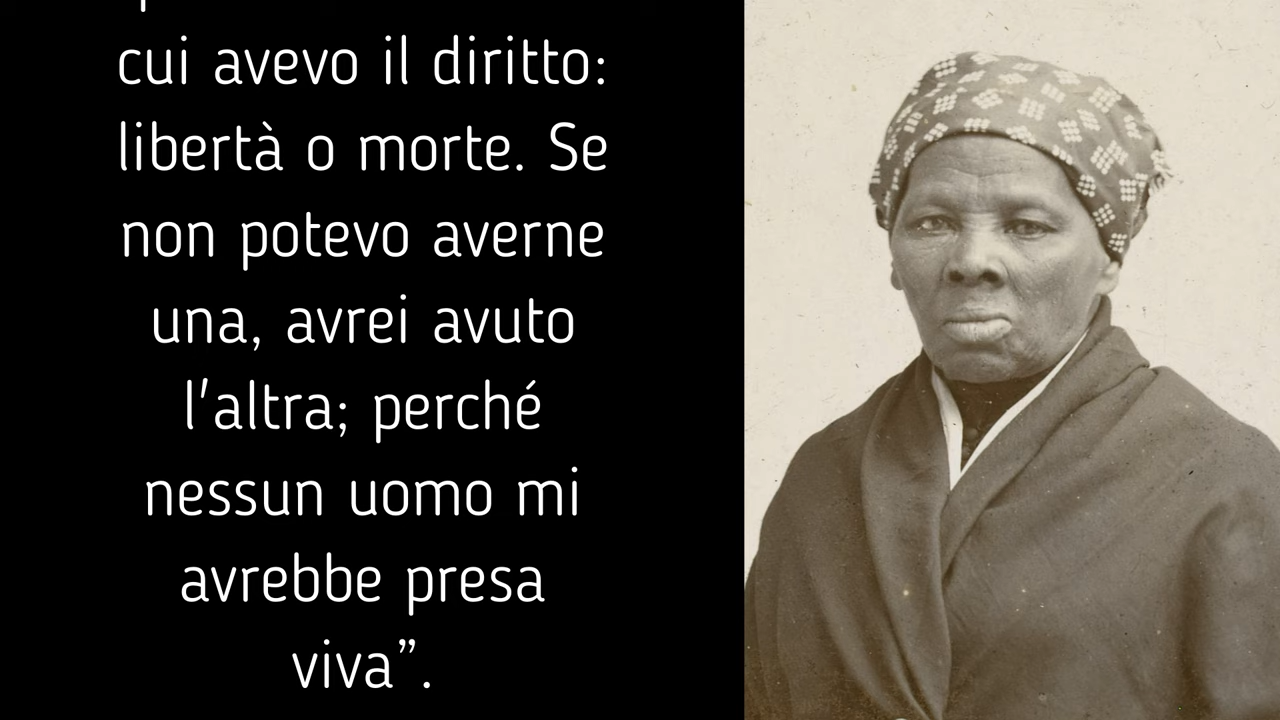 cui avevo il diritto:
libertà o morte. Se
non potevo averne
una, avrei avuto
l'altra; perché
nessun uomo mi
avrebbe presa
viva”.